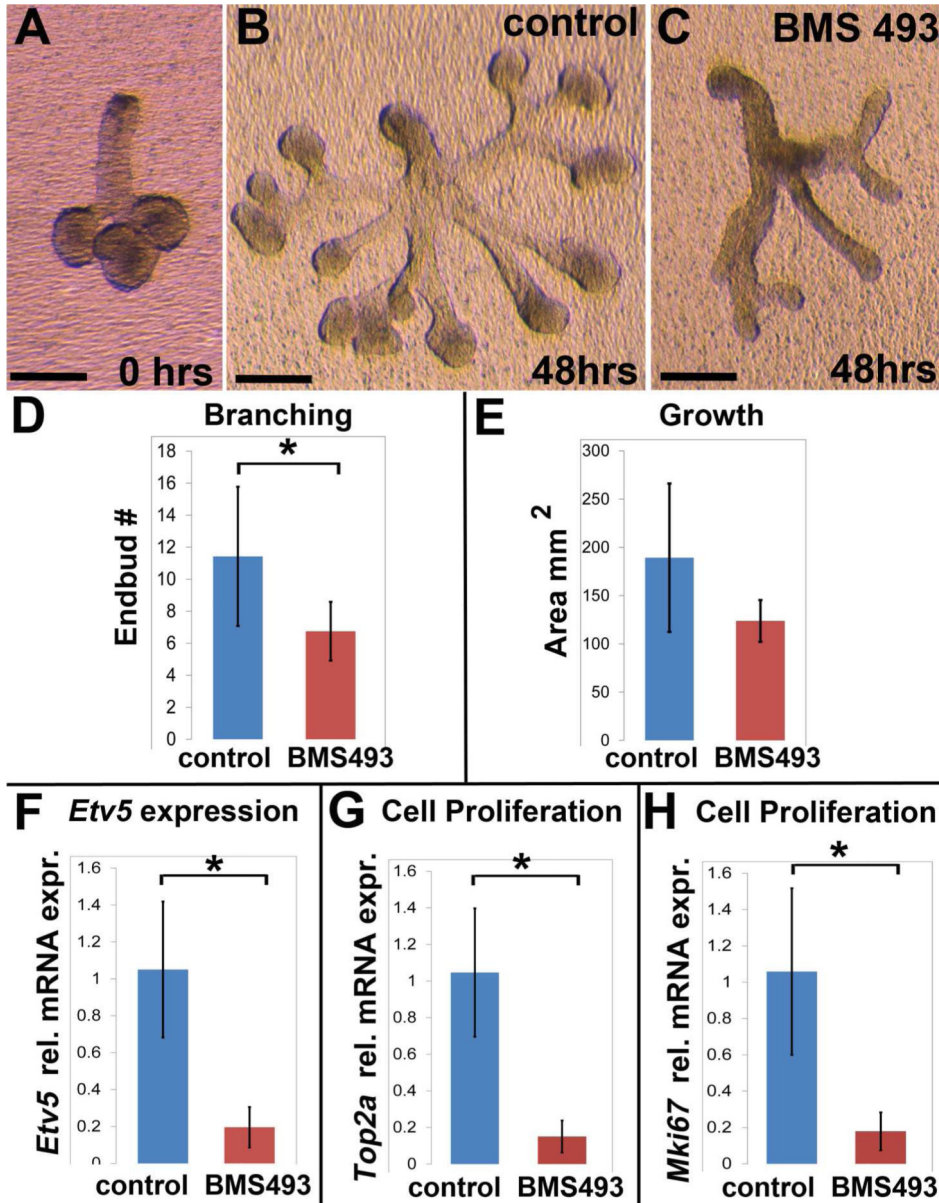 A
B control
C BMS 493
0 hrs
48hrs
48hrs
D Branching
Endbud #
18
16
14
12
10
8
6
4
2
0
*
control BMS493
E Growth
Area mm 2
300
250
200
150
100
50
0
control BMS493
F Etv5 expression
Etv5 rel. mRNA expr.
1.6
1.4
1.2
1
0.8
0.6
0.4
0.2
0
*
control BMS493
G Cell Proliferation
Top2a rel. mRNA expr.
1.6
1.4
1.2
1
0.8
0.6
0.4
0.2
0
*
control BMS493
H Cell Proliferation
Mki67 rel. mRNA expr.
1.6
1.4
1.2
1
0.8
0.6
0.4
0.2
0
*
control BMS493